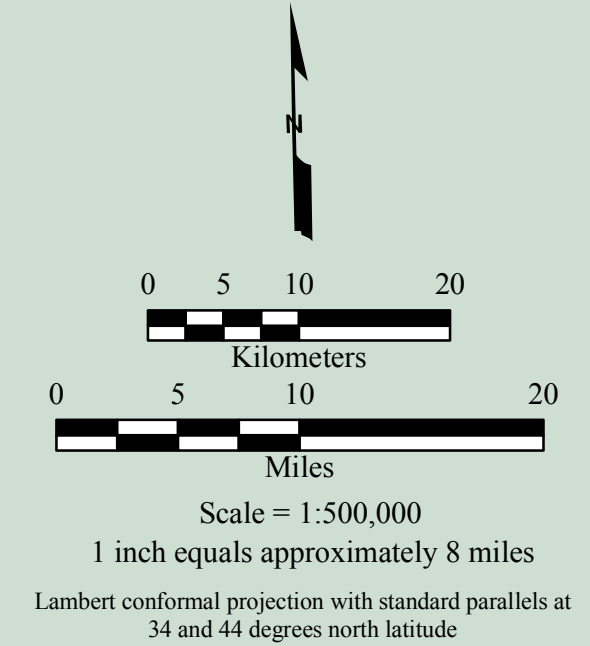 N
0 5 10 20
Kilometers
0 5 10 20
Miles
Scale = 1:500,000
1 inch equals approximately 8 miles
Lambert conformal projection with standard parallels at
34 and 44 degrees north latitude